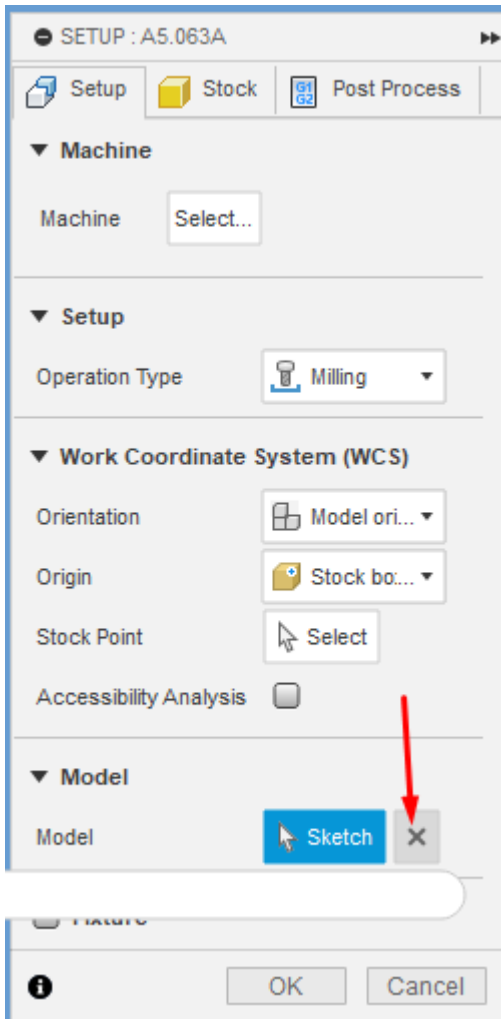 SETUP : A5.063A
Setup Stock G1 G2 Post Process
Machine
Machine Select...
Setup
Operation Type Milling
Work Coordinate System (WCS)
Orientation Model ori...
Origin Stock bo:...
Stock Point Select
Accessibility Analysis
Model
Model Sketch
Fixture
OK Cancel